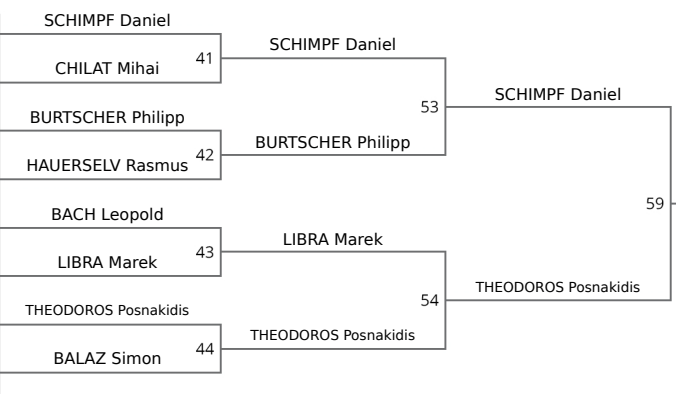 SCHIMPF Daniel
41
CHILAT Mihai
BURTSCHER Philipp
42
HAUERSELV Rasmus
BACH Leopold
43
LIBRA Marek
THEODOROS Posnakidis
44
BALAZ Simon
SCHIMPF Daniel
53
BURTSCHER Philipp
LIBRA Marek
54
THEODOROS Posnakidis
SCHIMPF Daniel
59
THEODOROS Posnakidis